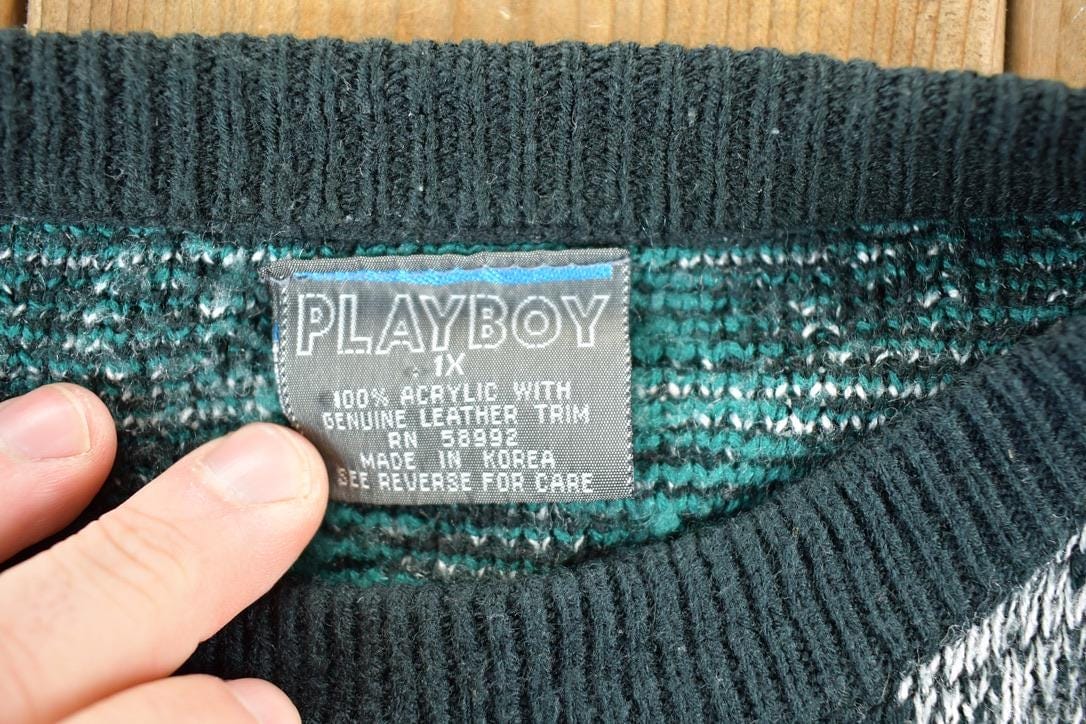 PLAYBOY
1X
100% ACRYLIC WITH
GENUINE LEATHER TRIM
RN 58992
MADE IN KOREA
SEE REVERSE FOR CARE